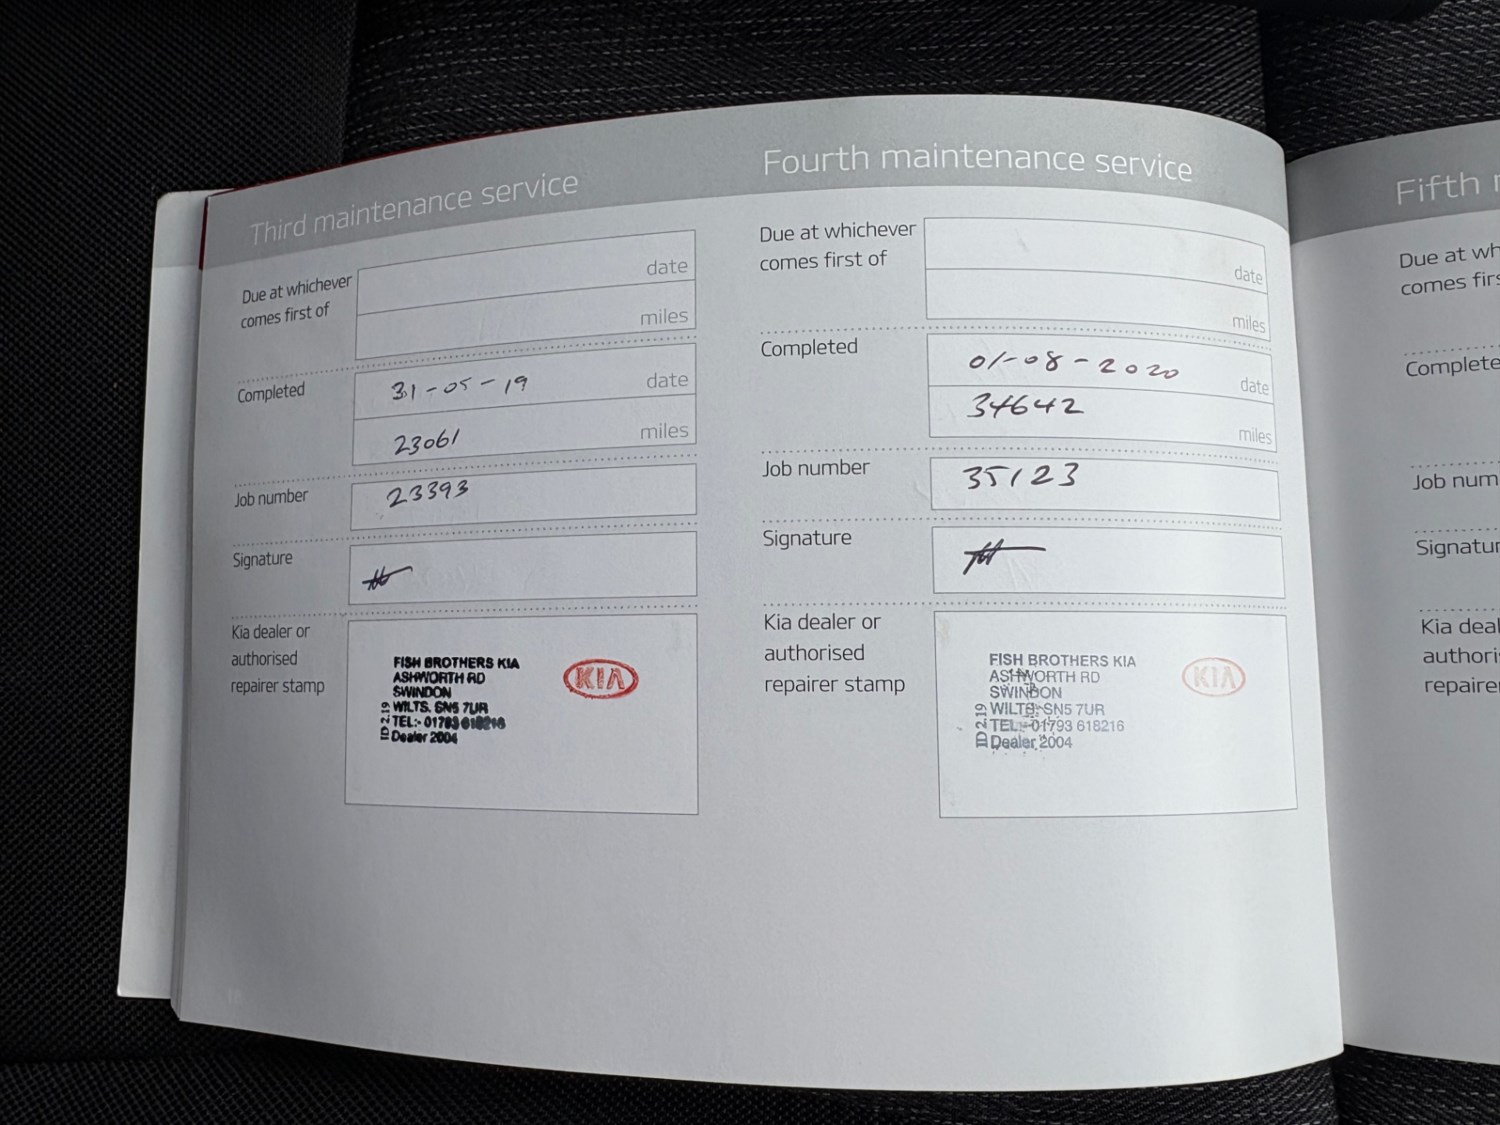 Third maintenance service
Due at whichever
comes first of
date
miles
Completed
31-05-19
date
23061
miles
Job number
23393
Signature
Kia dealer or
authorised
repairer stamp
FISH BROTHERS KIA
ASHWORTH RD
SWINDON
WILTS. SN5 7UR
TEL:- 01793 618216
Dealer 2004
ID 2.19
KIA
Fourth maintenance service
Due at whichever
comes first of
date
miles
Completed
01-08-2020
date
34642
miles
Job number
35123
Signature
Kia dealer or
authorised
repairer stamp
FISH BROTHERS KIA
ASHWORTH RD
SWINDON
WILTS. SN5 7UR
TEL:- 01793 618216
Dealer 2004
ID 2.19
KIA
Fifth
Due at wh
comes firs
Complete
Job num
Signatur
Kia deal
authori
repairer